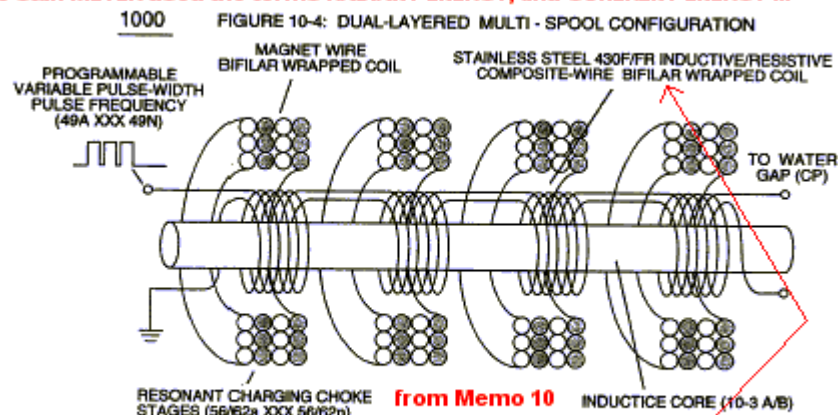 1000 FIGURE 10-4: DUAL-LAYERED MULTI - SPOOL CONFIGURATION
MAGNET WIRE
BIFILAR WRAPPED COIL
STAINLESS STEEL 430F/FR INDUCTIVE/RESISTIVE
COMPOSITE-WIRE BIFILAR WRAPPED COIL
PROGRAMMABLE
VARIABLE PULSE-WIDTH
PULSE FREQUENCY
(49A XXX 49N)
TO WATER
GAP (CP)
RESONANT CHARGING CHOKE
STAGES (56/62a XXX 56/62n)
from Memo 10
INDUCTICE CORE (10-3 A/B)